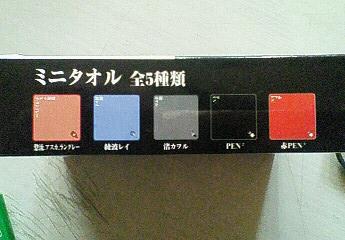 ミニタオル 全5種類
惣流・アスカ・ラングレー 綾波レイ 渚カヲル PEN² 赤PEN²